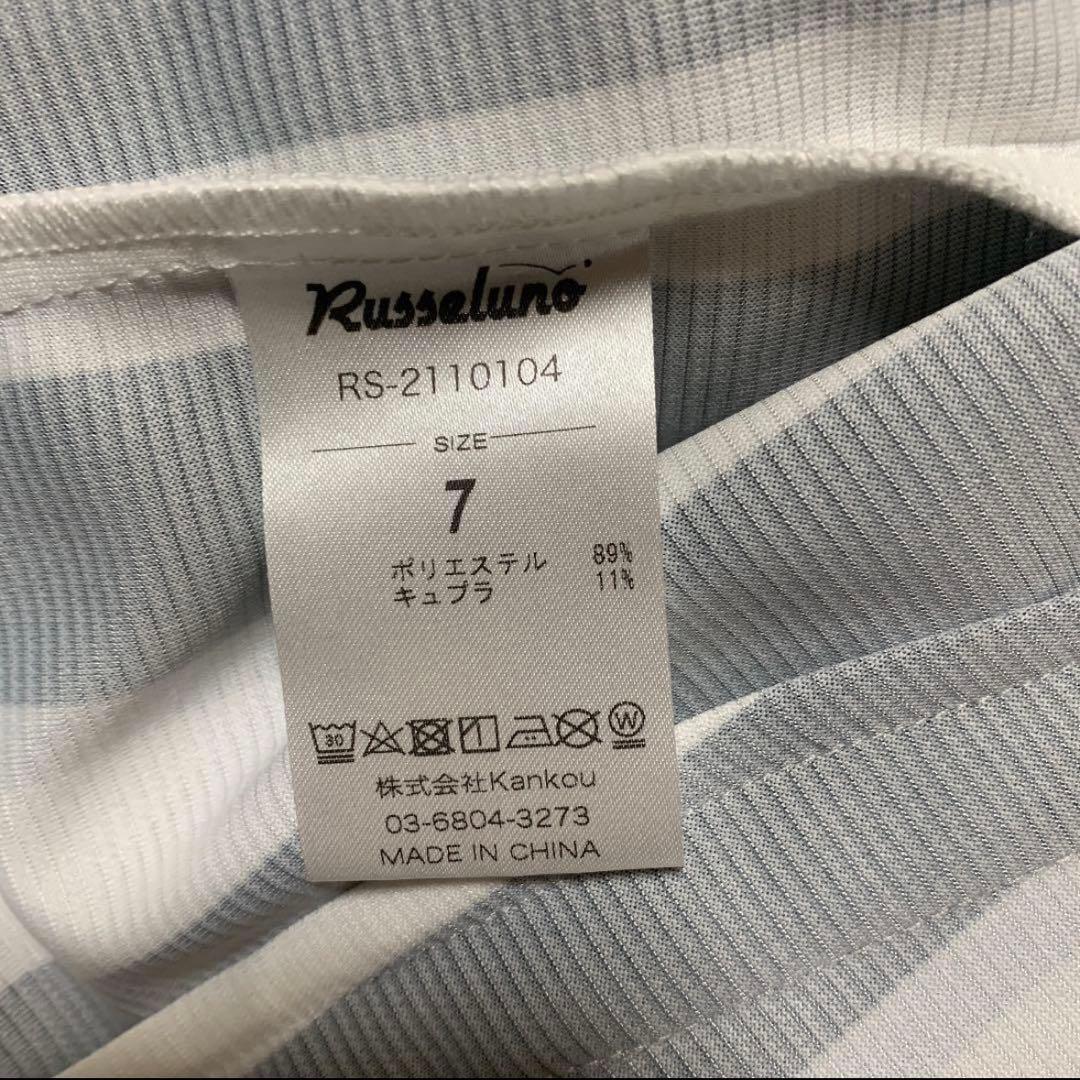 Russeluno
RS-2110104
SIZE
7
ポリエステル 89%
キュプラ 11%
30
W
株式会社Kankou
03-6804-3273
MADE IN CHINA